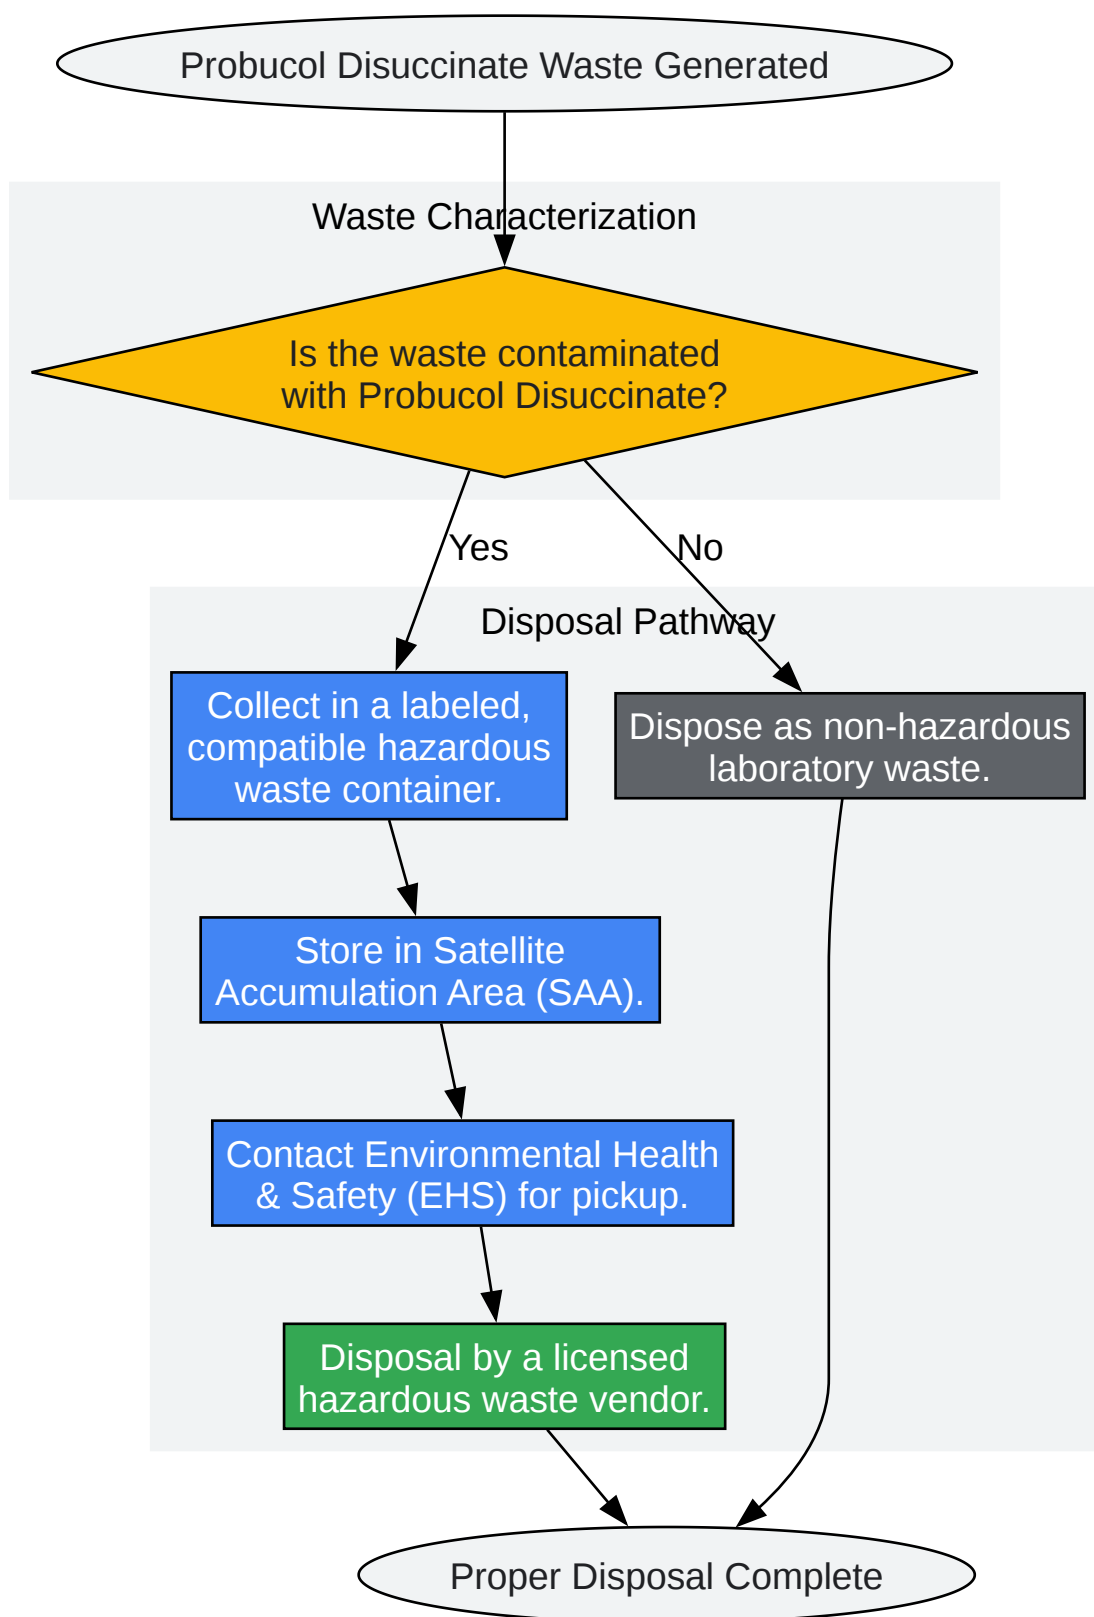 Probucol Disuccinate Waste Generated
Waste Characterization
Is the waste contaminated
with Probucol Disuccinate?
Yes
No
Disposal Pathway
Collect in a labeled,
compatible hazardous
waste container.
Dispose as non-hazardous
laboratory waste.
Store in Satellite
Accumulation Area (SAA).
Contact Environmental Health
& Safety (EHS) for pickup.
Disposal by a licensed
hazardous waste vendor.
Proper Disposal Complete